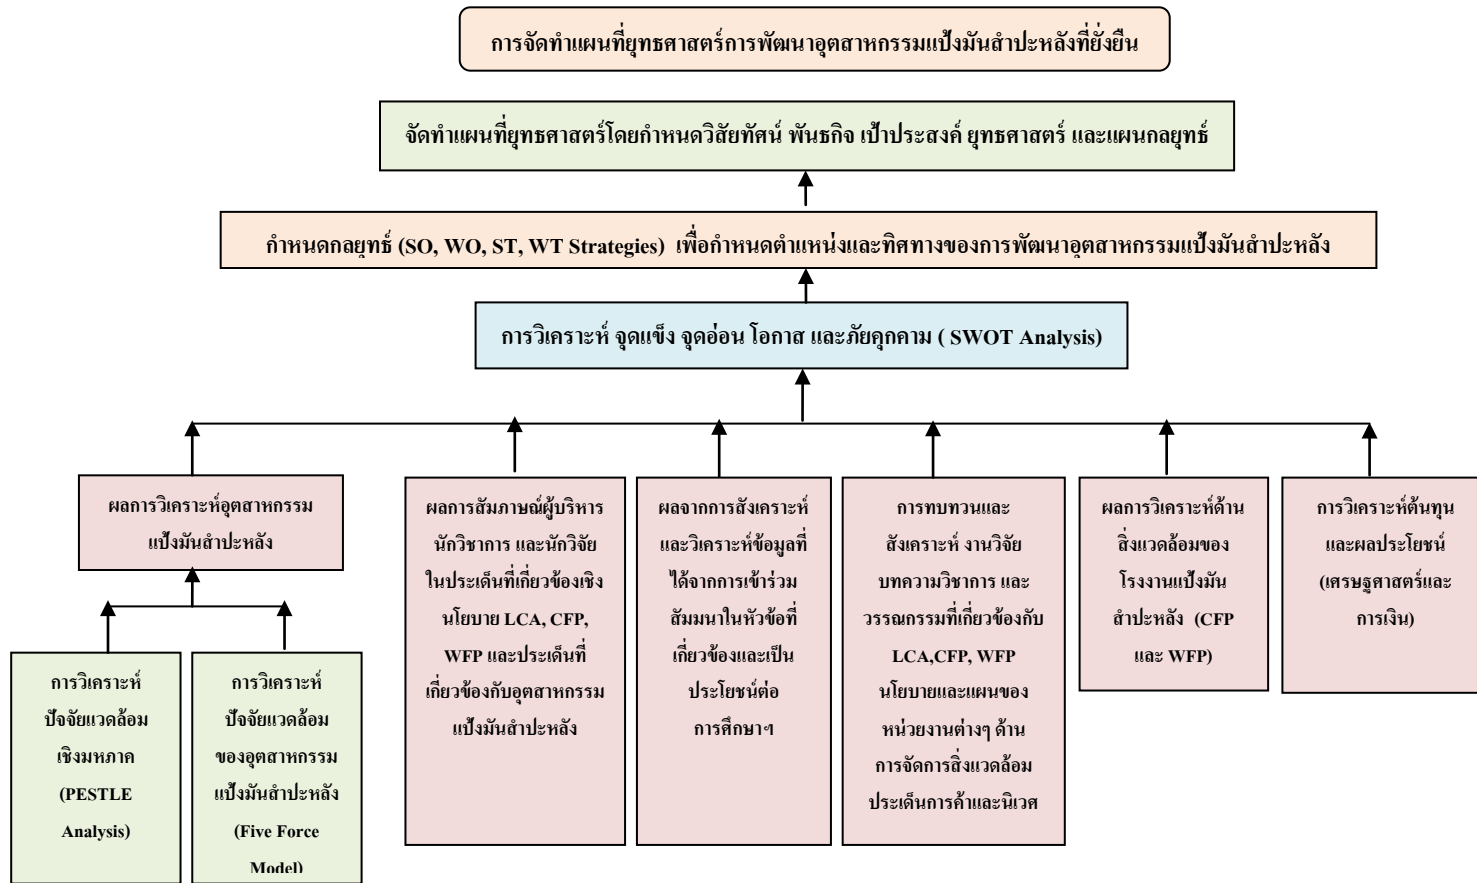 การจัดทำแผนที่ยุทธศาสตร์การพัฒนาอุตสาหกรรมแป้งมันสำปะหลังที่ยั่งยืน
จัดทำแผนที่ยุทธศาสตร์โดยกำหนดวิสัยทัศน์ พันธกิจ เป้าประสงค์ ยุทธศาสตร์ และแผนกลยุทธ์
กำหนดกลยุทธ์ (SO, WO, ST, WT Strategies) เพื่อกำหนดตำแหน่งและทิศทางของการพัฒนาอุตสาหกรรมแป้งมันสำปะหลัง
การวิเคราะห์ จุดแข็ง จุดอ่อน โอกาส และภัยคุกคาม ( SWOT Analysis)
ผลการวิเคราะห์อุตสาหกรรม
แป้งมันสำปะหลัง
การวิเคราะห์
ปัจจัยแวดล้อม
เชิงมหภาค
(PESTLE
Analysis)
การวิเคราะห์
ปัจจัยแวดล้อม
ของอุตสาหกรรม
แป้งมันสำปะหลัง
(Five Force
Model)
ผลการสัมภาษณ์ผู้บริหาร
นักวิชาการ และนักวิจัย
ในประเด็นที่เกี่ยวข้องเชิง
นโยบาย LCA, CFP,
WFP และประเด็นที่
เกี่ยวข้องกับอุตสาหกรรม
แป้งมันสำปะหลัง
ผลจากการสังเคราะห์
และวิเคราะห์ข้อมูลที่
ได้จากการเข้าร่วม
สัมมนาในหัวข้อที่
เกี่ยวข้องและเป็น
ประโยชน์ต่อ
การศึกษาฯ
การทบทวนและ
สังเคราะห์ งานวิจัย
บทความวิชาการ และ
วรรณกรรมที่เกี่ยวข้องกับ
LCA,CFP, WFP
นโยบายและแผนของ
หน่วยงานต่างๆ ด้าน
การจัดการสิ่งแวดล้อม
ประเด็นการค้าและนิเวศ
ผลการวิเคราะห์ด้าน
สิ่งแวดล้อมของ
โรงงานแป้งมัน
สำปะหลัง (CFP
และ WFP)
การวิเคราะห์ต้นทุน
และผลประโยชน์
(เศรษฐศาสตร์และ
การเงิน)